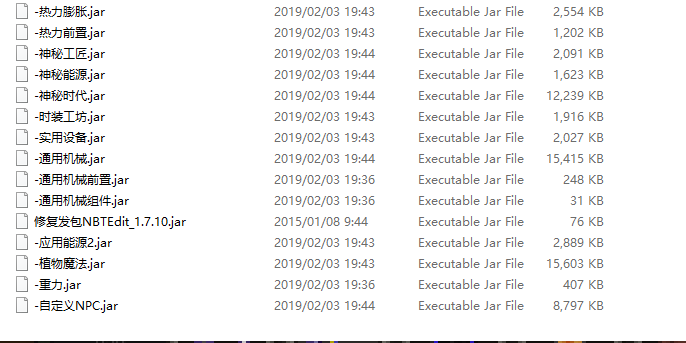 -热力膨胀.jar 2019/02/03 19:43 Executable Jar File 2,554 KB
-热力前置.jar 2019/02/03 19:43 Executable Jar File 1,202 KB
-神秘工匠.jar 2019/02/03 19:44 Executable Jar File 2,091 KB
-神秘能源.jar 2019/02/03 19:44 Executable Jar File 1,623 KB
-神秘时代.jar 2019/02/03 19:44 Executable Jar File 12,239 KB
-时装工坊.jar 2019/02/03 19:43 Executable Jar File 1,916 KB
-实用设备.jar 2019/02/03 19:43 Executable Jar File 2,027 KB
-通用机械.jar 2019/02/03 19:44 Executable Jar File 15,415 KB
-通用机械前置.jar 2019/02/03 19:36 Executable Jar File 248 KB
-通用机械组件.jar 2019/02/03 19:36 Executable Jar File 31 KB
修复发包NBTEdit_1.7.10.jar 2015/01/08 9:44 Executable Jar File 76 KB
-应用能源2.jar 2019/02/03 19:43 Executable Jar File 2,889 KB
-植物魔法.jar 2019/02/03 19:43 Executable Jar File 15,603 KB
-重力.jar 2019/02/03 19:36 Executable Jar File 407 KB
-自定义NPC.jar 2019/02/03 19:44 Executable Jar File 8,797 KB